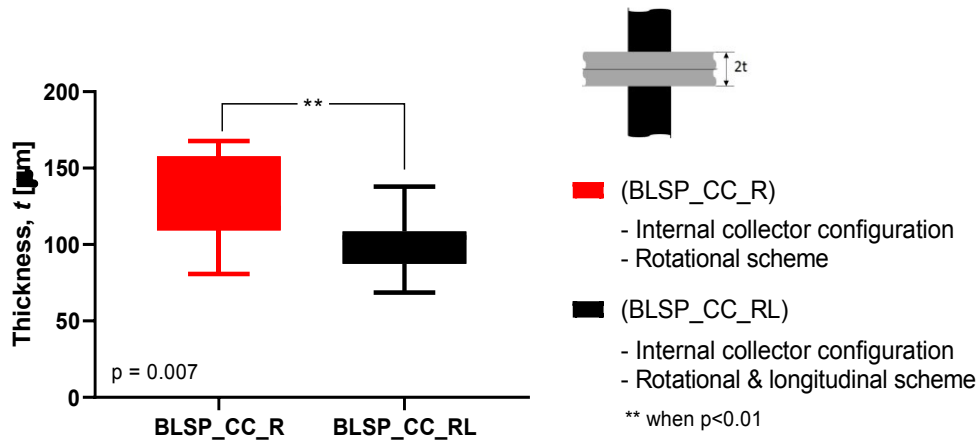 2t
200
150
100
50
0
Thickness, t [μm]
**
p = 0.007
BLSP_CC_R
BLSP_CC_RL
(BLSP_CC_R)
- Internal collector configuration
- Rotational scheme
(BLSP_CC_RL)
- Internal collector configuration
- Rotational & longitudinal scheme
** when p<0.01